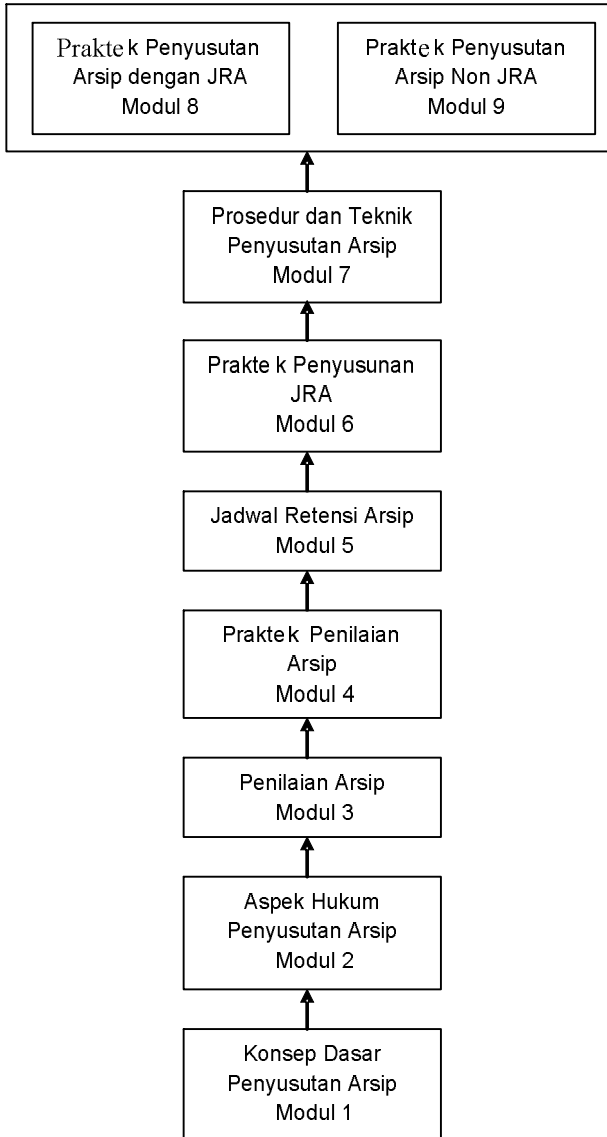 Praktek Penyusutan
Arsip dengan JRA
Modul 8
Praktek Penyusutan
Arsip Non JRA
Modul 9
Prosedur dan Teknik
Penyusutan Arsip
Modul 7
Praktek Penyusunan
JRA
Modul 6
Jadwal Retensi Arsip
Modul 5
Praktek Penilaian
Arsip
Modul 4
Penilaian Arsip
Modul 3
Aspek Hukum
Penyusutan Arsip
Modul 2
Konsep Dasar
Penyusutan Arsip
Modul 1